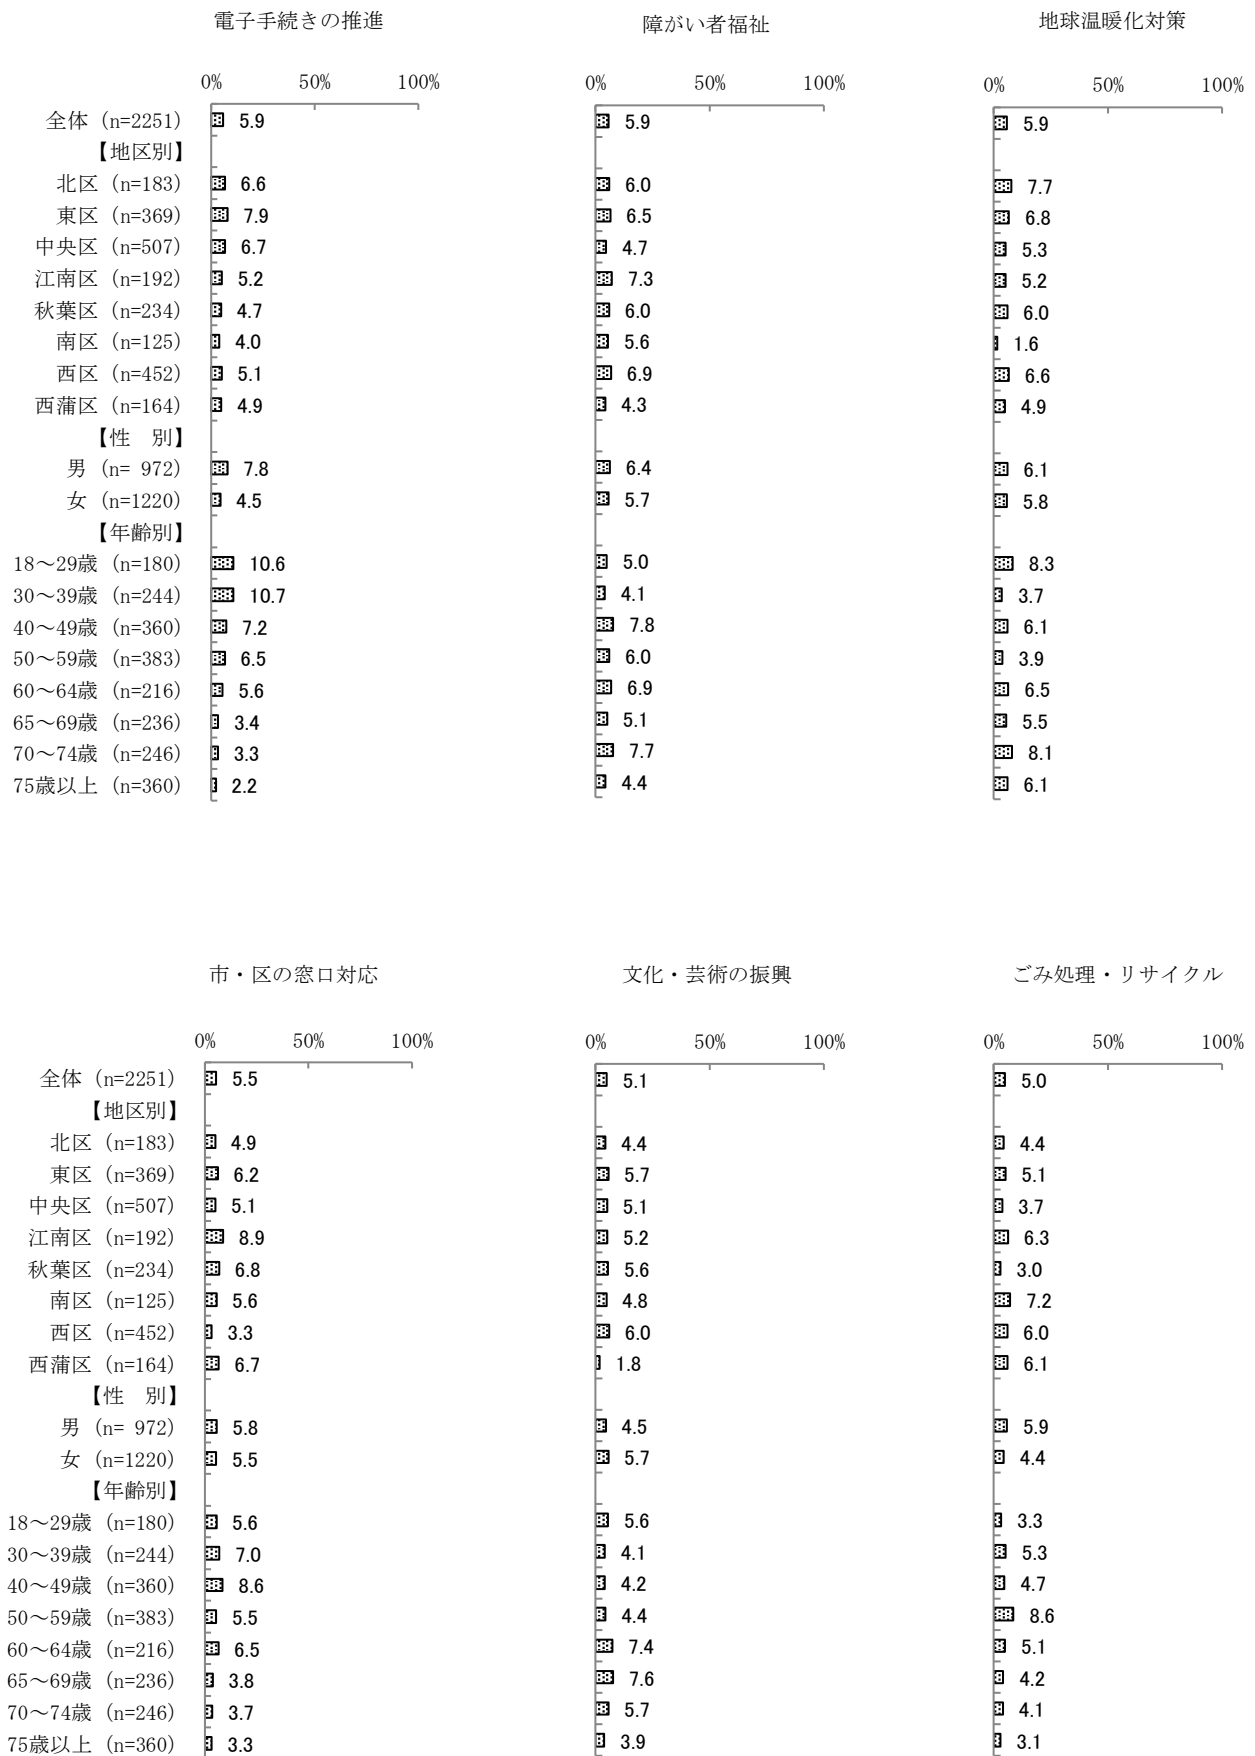 電子手続きの推進 障がい者福祉 地球温暖化対策
0% 50% 100% 0% 50% 100% 0% 50% 100%
全体 (n=2251) 5.9 5.9 5.9
【地区別】
北区 (n=183) 6.6 6.0 7.7
東区 (n=369) 7.9 6.5 6.8
中央区 (n=507) 6.7 4.7 5.3
江南区 (n=192) 5.2 7.3 5.2
秋葉区 (n=234) 4.7 6.0 6.0
南区 (n=125) 4.0 5.6 1.6
西区 (n=452) 5.1 6.9 6.6
西蒲区 (n=164) 4.9 4.3 4.9
【性　別】
男 (n= 972) 7.8 6.4 6.1
女 (n=1220) 4.5 5.7 5.8
【年齢別】
18～29歳 (n=180) 10.6 5.0 8.3
30～39歳 (n=244) 10.7 4.1 3.7
40～49歳 (n=360) 7.2 7.8 6.1
50～59歳 (n=383) 6.5 6.0 3.9
60～64歳 (n=216) 5.6 6.9 6.5
65～69歳 (n=236) 3.4 5.1 5.5
70～74歳 (n=246) 3.3 7.7 8.1
75歳以上 (n=360) 2.2 4.4 6.1
市・区の窓口対応 文化・芸術の振興 ごみ処理・リサイクル
0% 50% 100% 0% 50% 100% 0% 50% 100%
全体 (n=2251) 5.5 5.1 5.0
【地区別】
北区 (n=183) 4.9 4.4 4.4
東区 (n=369) 6.2 5.7 5.1
中央区 (n=507) 5.1 5.1 3.7
江南区 (n=192) 8.9 5.2 6.3
秋葉区 (n=234) 6.8 5.6 3.0
南区 (n=125) 5.6 4.8 7.2
西区 (n=452) 3.3 6.0 6.0
西蒲区 (n=164) 6.7 1.8 6.1
【性　別】
男 (n= 972) 5.8 4.5 5.9
女 (n=1220) 5.5 5.7 4.4
【年齢別】
18～29歳 (n=180) 5.6 5.6 3.3
30～39歳 (n=244) 7.0 4.1 5.3
40～49歳 (n=360) 8.6 4.2 4.7
50～59歳 (n=383) 5.5 4.4 8.6
60～64歳 (n=216) 6.5 7.4 5.1
65～69歳 (n=236) 3.8 7.6 4.2
70～74歳 (n=246) 3.7 5.7 4.1
75歳以上 (n=360) 3.3 3.9 3.1